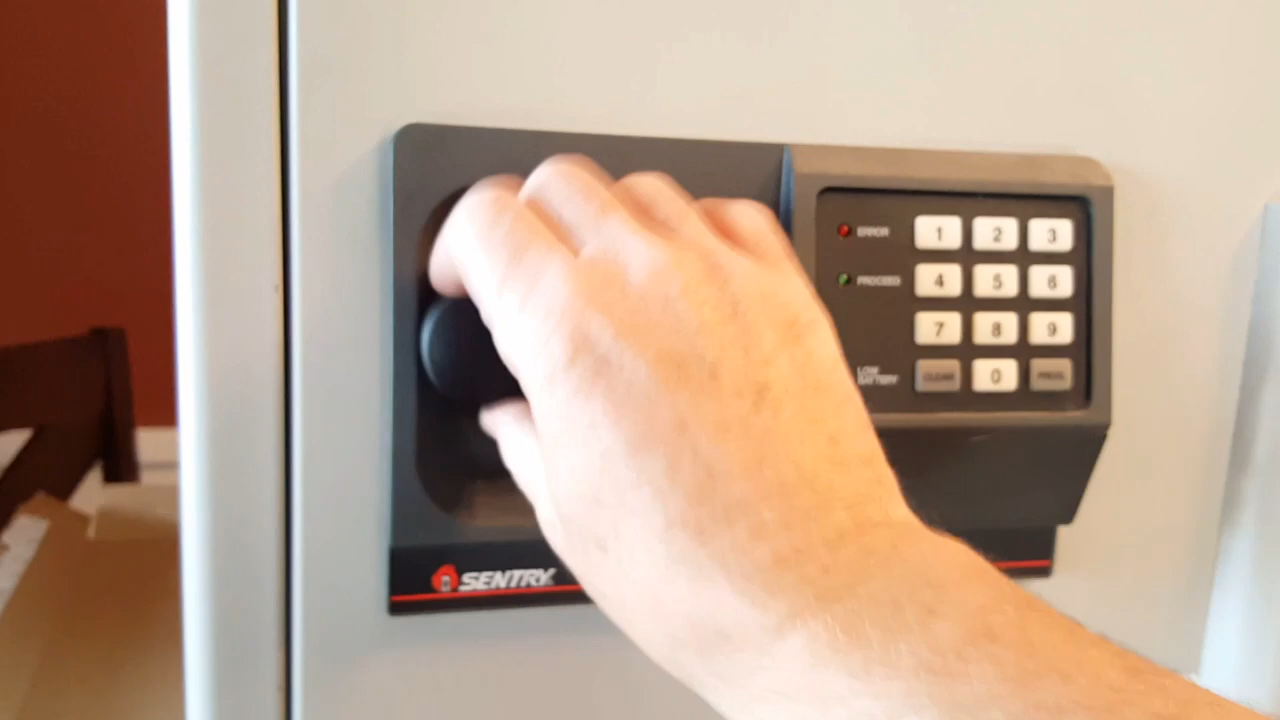 ERROR
1 2 3
PROCEED
4 5 6
7 8 9
LOW
BATTERY
CLEAR 0 PROG
SENTRY